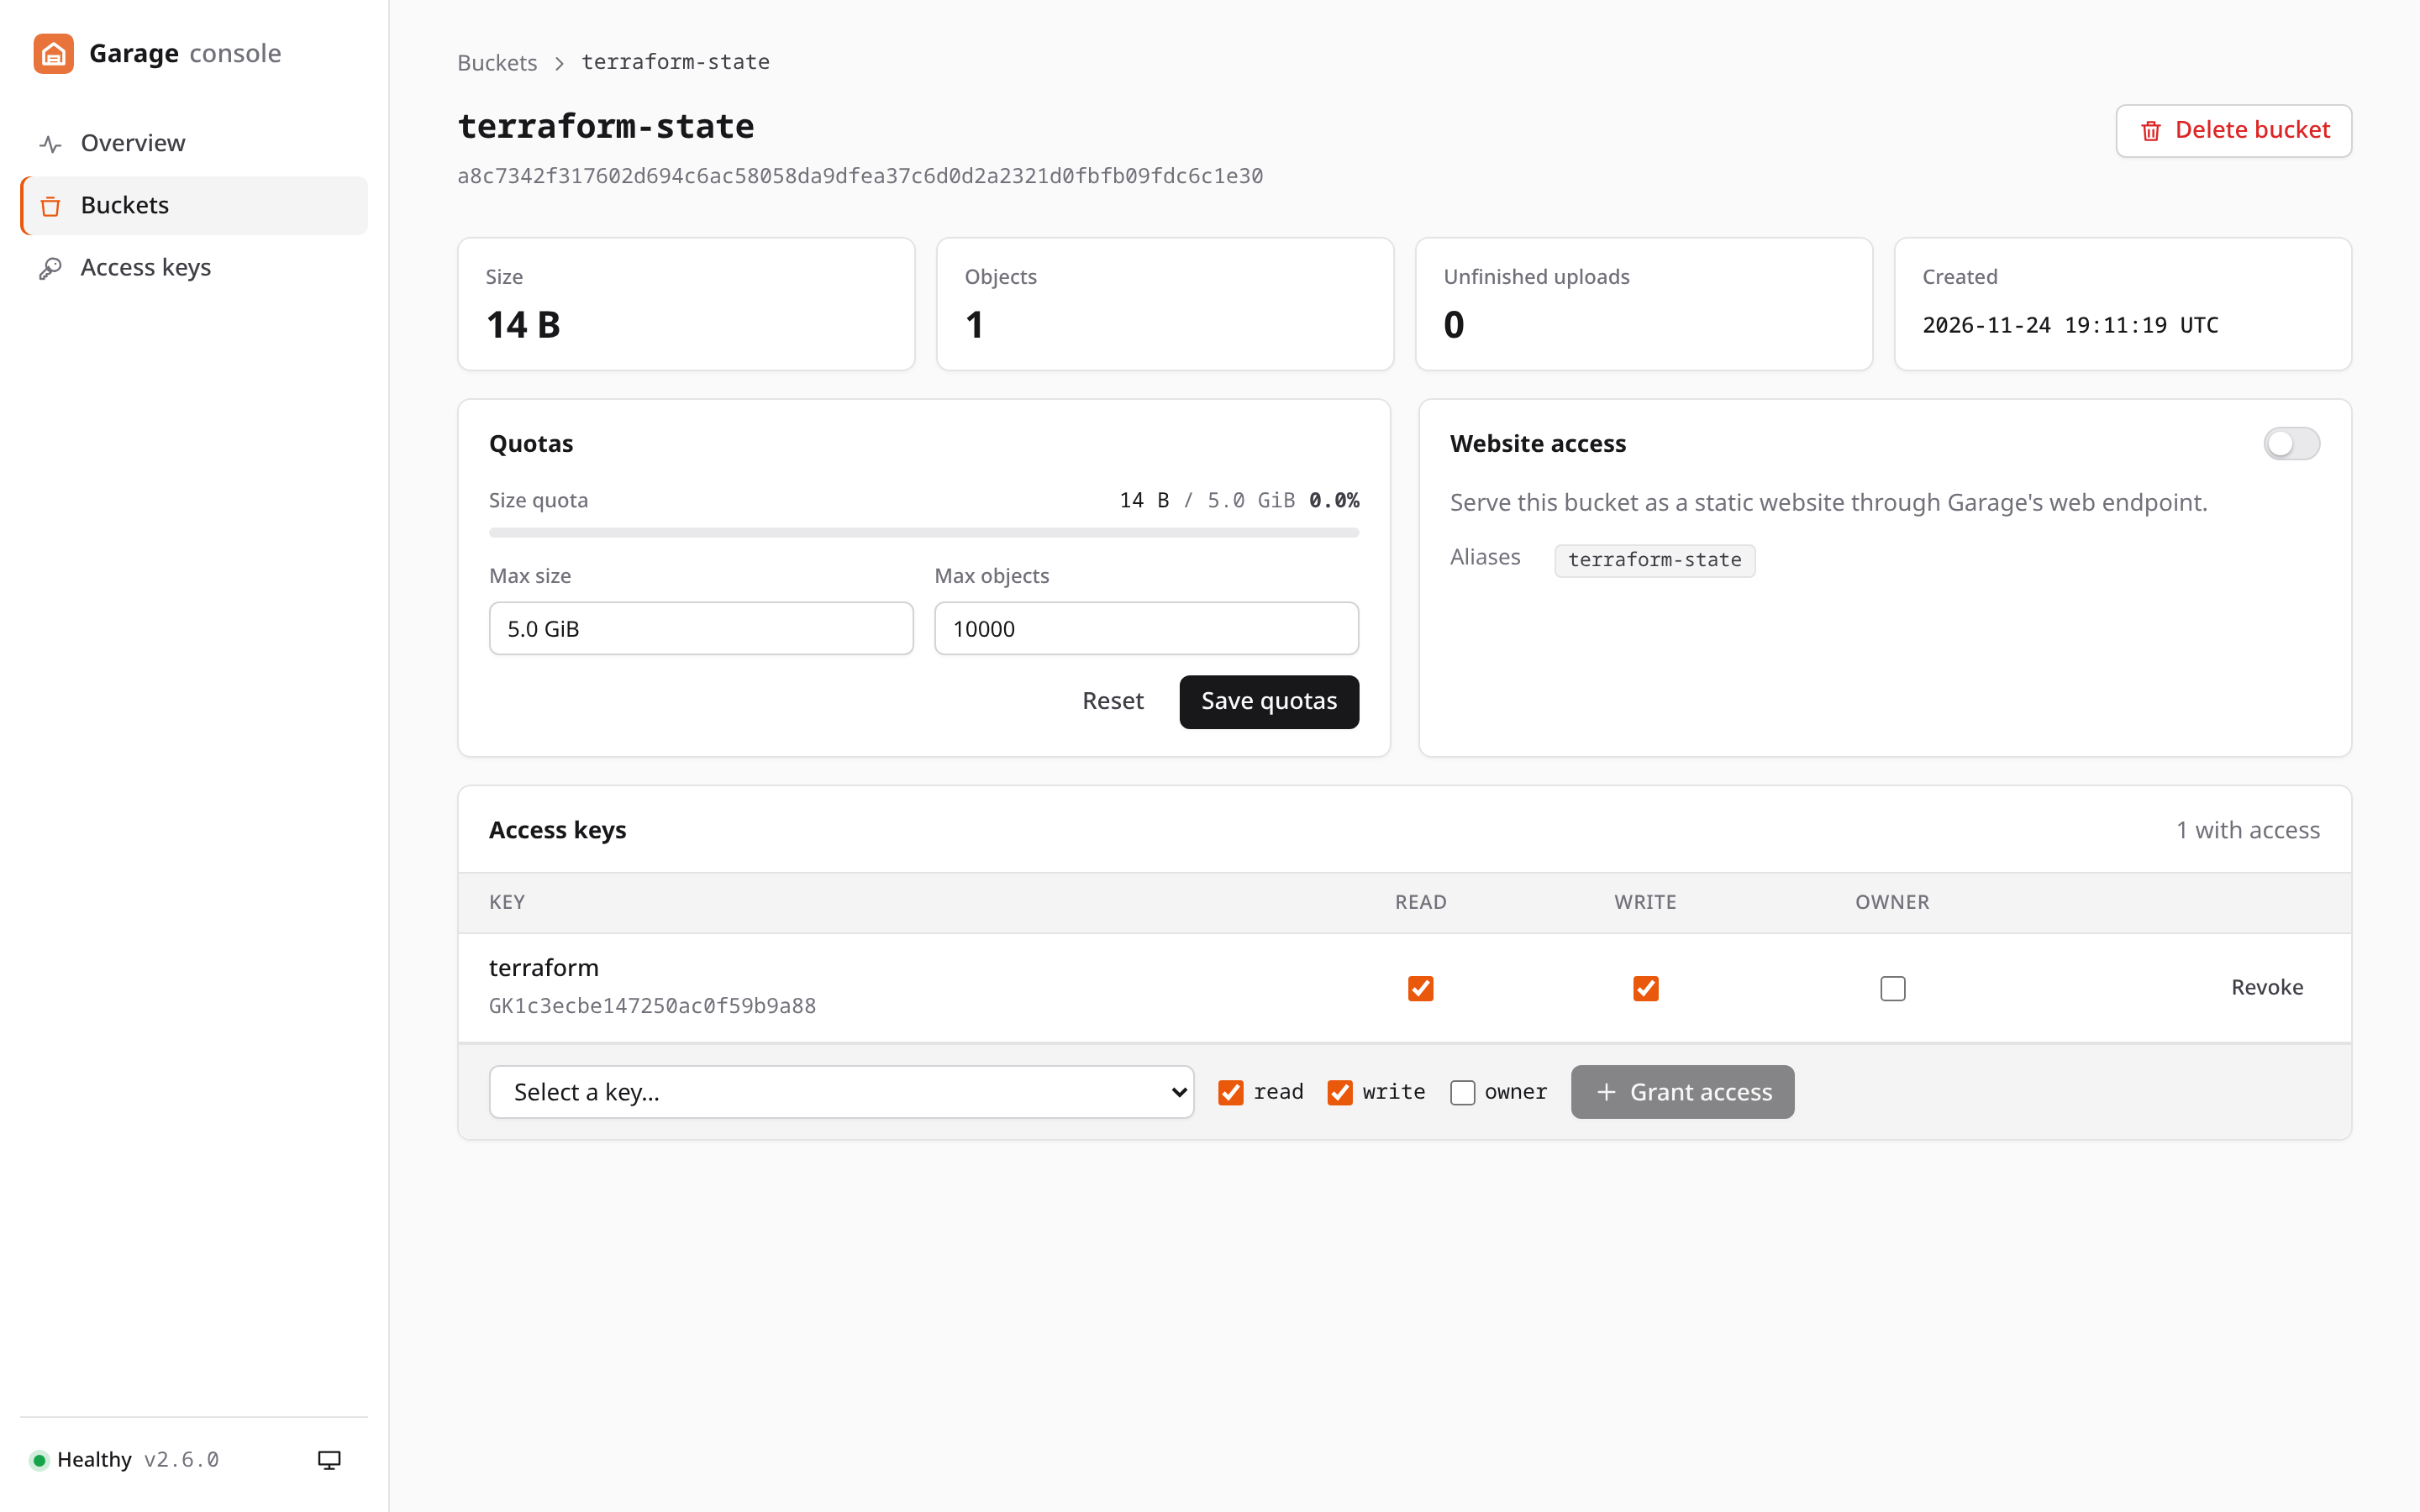 Garage console
Overview
Buckets
Access keys
Healthy v2.6.0
Buckets > terraform-state
terraform-state
Delete bucket
a8c7342f317602d694c6ac58058da9dfea37c6d0d2a2321d0fbfb09fdc6c1e30
Size
14 B
Objects
1
Unfinished uploads
0
Created
2026-11-24 19:11:19 UTC
Quotas
Size quota
14 B / 5.0 GiB 0.0%
Max size
5.0 GiB
Max objects
10000
Reset
Save quotas
Website access
Serve this bucket as a static website through Garage's web endpoint.
Aliases terraform-state
Access keys
1 with access
KEY READ WRITE OWNER
terraform
GK1c3ecbe147250ac0f59b9a88
Revoke
Select a key...
read write owner
+ Grant access